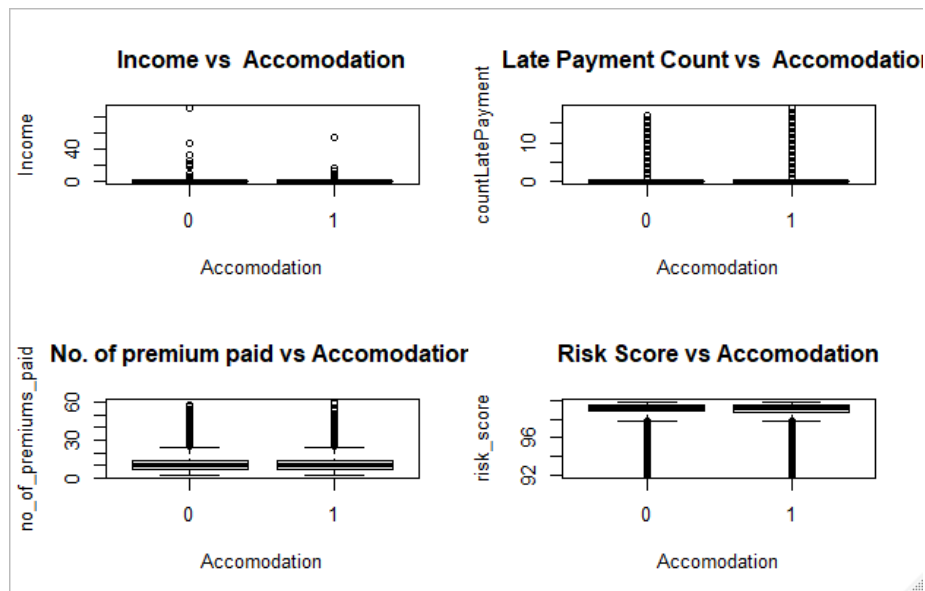 Income vs Accomodation
Income
40
0
0 1
Accomodation
Late Payment Count vs Accomodation
countLatePayment
10
0
0 1
Accomodation
No. of premium paid vs Accomodation
no_of_premiums_paid
60
30
0
0 1
Accomodation
Risk Score vs Accomodation
risk_score
96
92
0 1
Accomodation